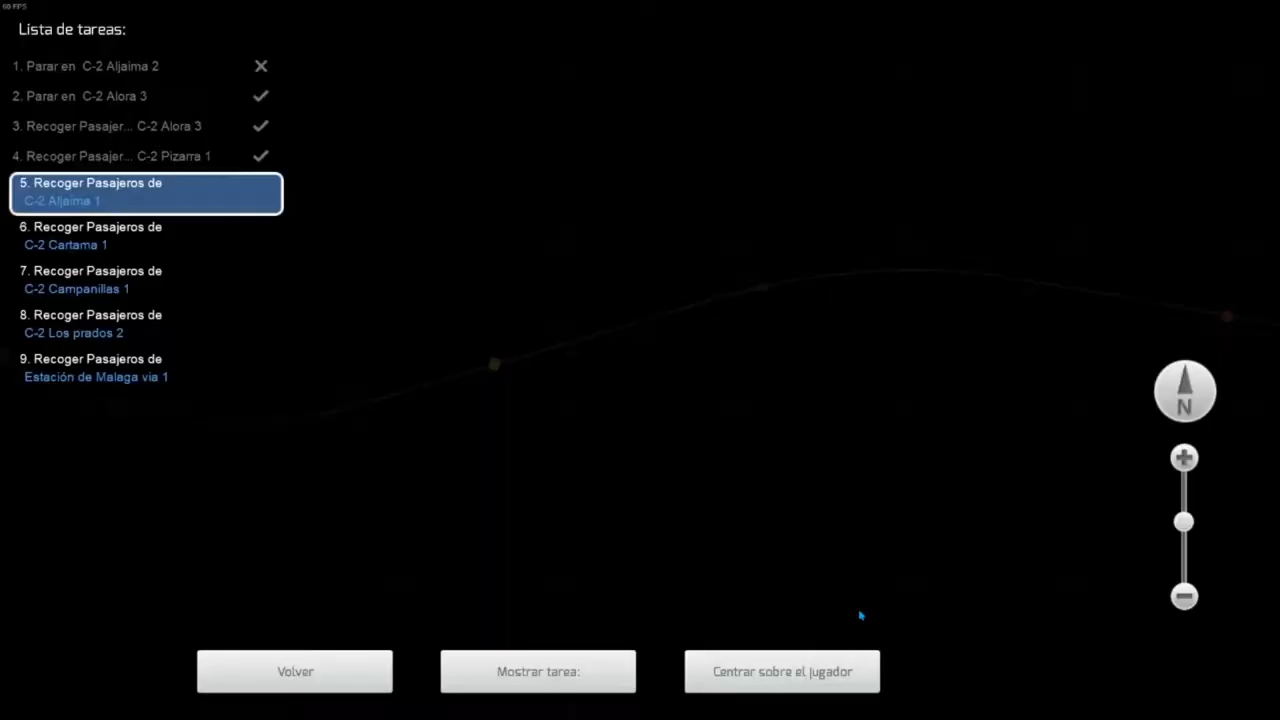 60 FPS
Lista de tareas:
1. Parar en C-2 Aljaima 2
2. Parar en C-2 Alora 3
3. Recoger Pasajer... C-2 Alora 3
4. Recoger Pasajer... C-2 Pizarra 1
5. Recoger Pasajeros de
C-2 Aljaima 1
6. Recoger Pasajeros de
C-2 Cartama 1
7. Recoger Pasajeros de
C-2 Campanillas 1
8. Recoger Pasajeros de
C-2 Los prados 2
9. Recoger Pasajeros de
Estación de Malaga via 1
N
Volver
Mostrar tarea:
Centrar sobre el jugador